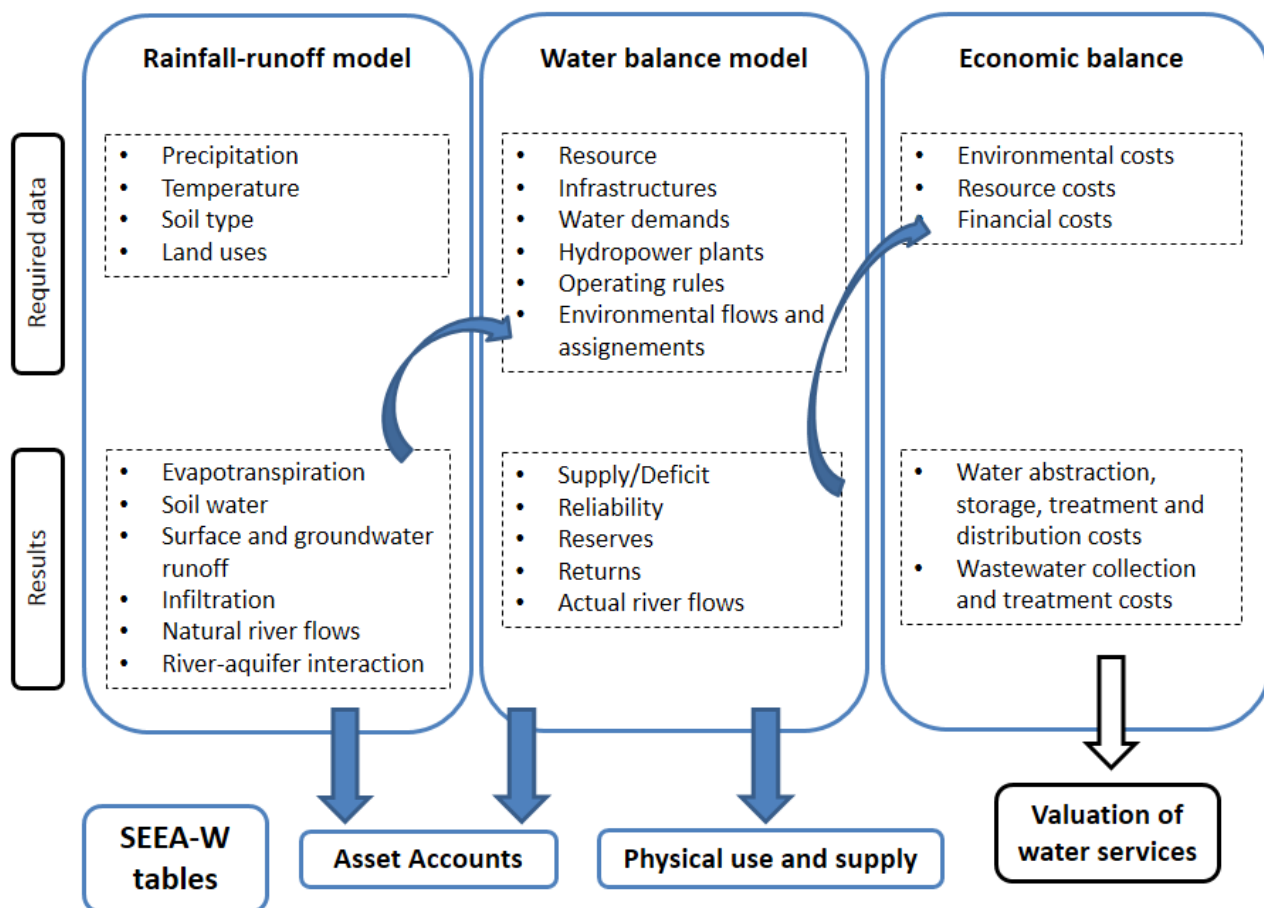 Rainfall-runoff model
Water balance model
Economic balance
Required data
• Precipitation
• Temperature
• Soil type
• Land uses
• Resource
• Infrastructures
• Water demands
• Hydropower plants
• Operating rules
• Environmental flows and
assignements
• Environmental costs
• Resource costs
• Financial costs
Results
• Evapotranspiration
• Soil water
• Surface and groundwater
runoff
• Infiltration
• Natural river flows
• River-aquifer interaction
• Supply/Deficit
• Reliability
• Reserves
• Returns
• Actual river flows
• Water abstraction,
storage, treatment and
distribution costs
• Wastewater collection
and treatment costs
SEEA-W
tables
Asset Accounts
Physical use and supply
Valuation of
water services